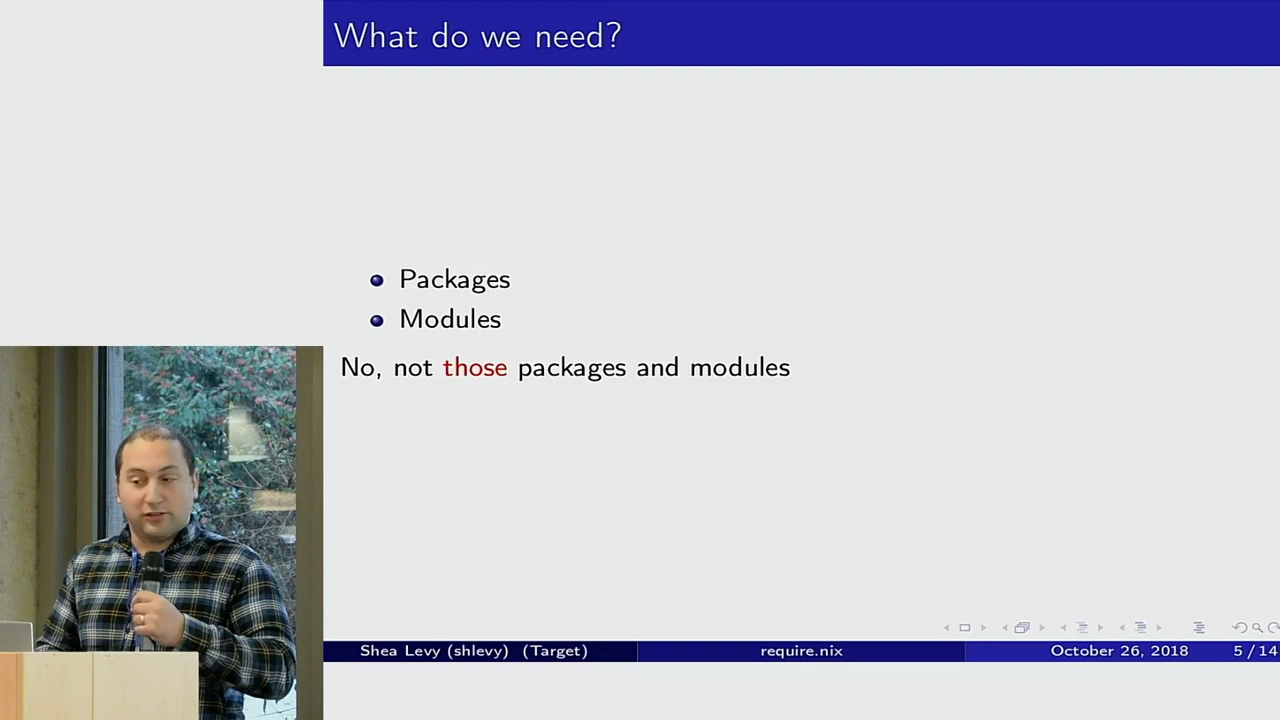 What do we need?
Packages
Modules
No, not those packages and modules
Shea Levy (shlevy) (Target)
require.nix
October 26, 2018
5 / 14